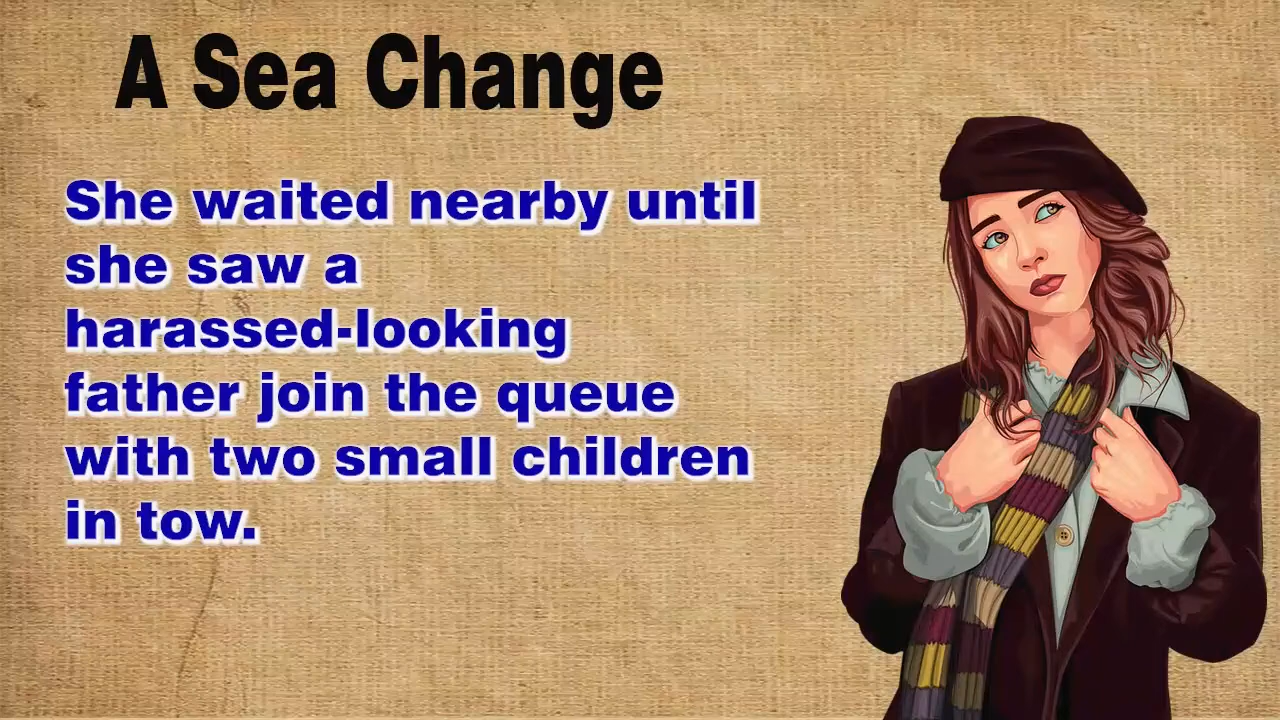 A Sea Change
She waited nearby until
she saw a
harassed-looking
father join the queue
with two small children
in tow.